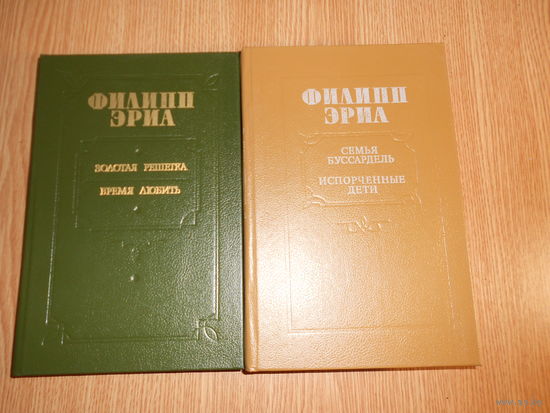 ФИЛИПП
ЭРИА
ЗОЛОТАЯ РЕШЕТКА
ВРЕМЯ ЛЮБИТЬ
ФИЛИПП
ЭРИА
СЕМЬЯ
БУССАРДЕЛЬ
ИСПОРЧЕННЫЕ
ДЕТИ